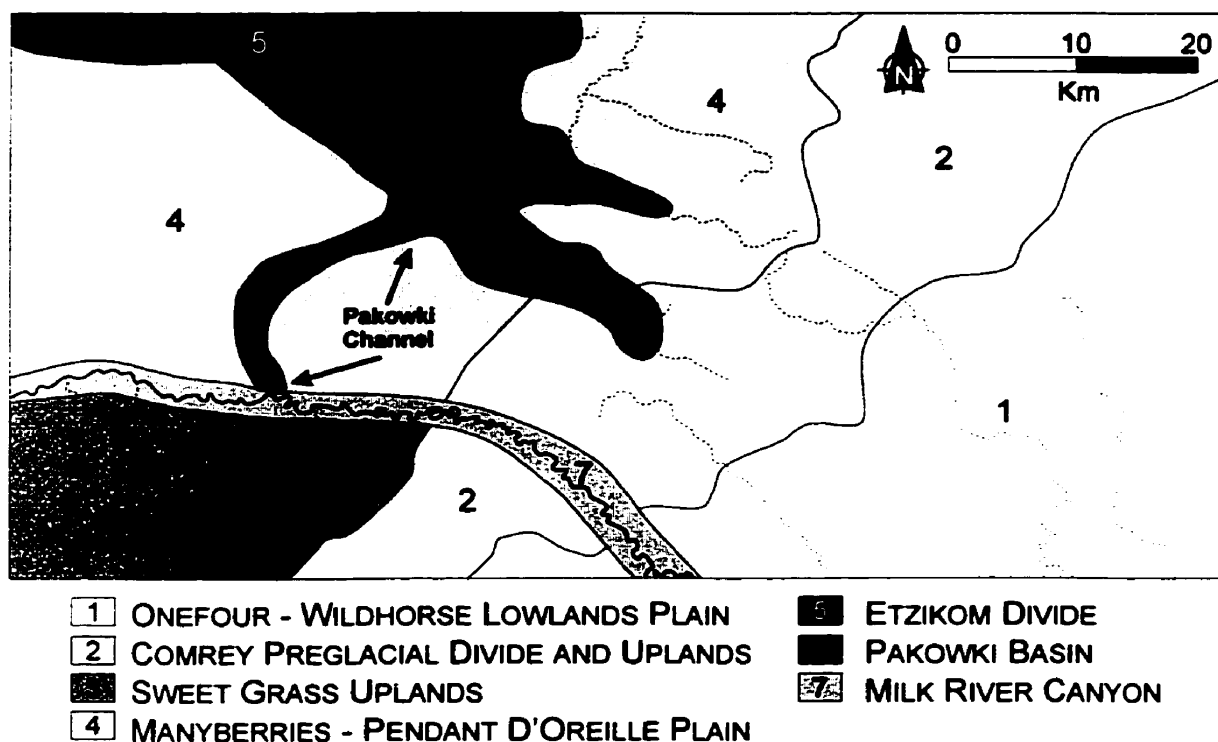 5
4
N
0 10 20
Km
2
4
Pakowki
Channel
1
7
2
1 ONEFOUR - WILDHORSE LOWLANDS PLAIN
2 COMREY PREGLACIAL DIVIDE AND UPLANDS
SWEET GRASS UPLANDS
4 MANYBERRIES - PENDANT D'OREILLE PLAIN
5 ETZIKOM DIVIDE
PAKOWKI BASIN
7 MILK RIVER CANYON